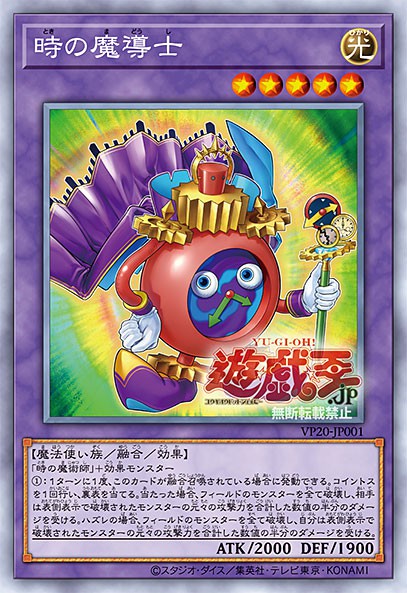 時の魔導士
とき ま どう し
光
ひかり
YU-GI-OH!
遊戯王.jp
無断転載禁止
VP20-JP001
【魔法使い族／融合／効果】
「時の魔術師」＋効果モンスター
①：1ターンに1度、このカードが融合召喚されている場合に発動できる。コイントス
を1回行い、裏表を当てる。当たった場合、フィールドのモンスターを全て破壊し、相手
は表側表示で破壊されたモンスターの元々の攻撃力を合計した数値の半分のダメー
ジを受ける。ハズレの場合、フィールドのモンスターを全て破壊し、自分は表側表示で
破壊されたモンスターの元々の攻撃力を合計した数値の半分のダメージを受ける。
ATK/2000 DEF/1900
©スタジオ・ダイス／集英社・テレビ東京・KONAMI